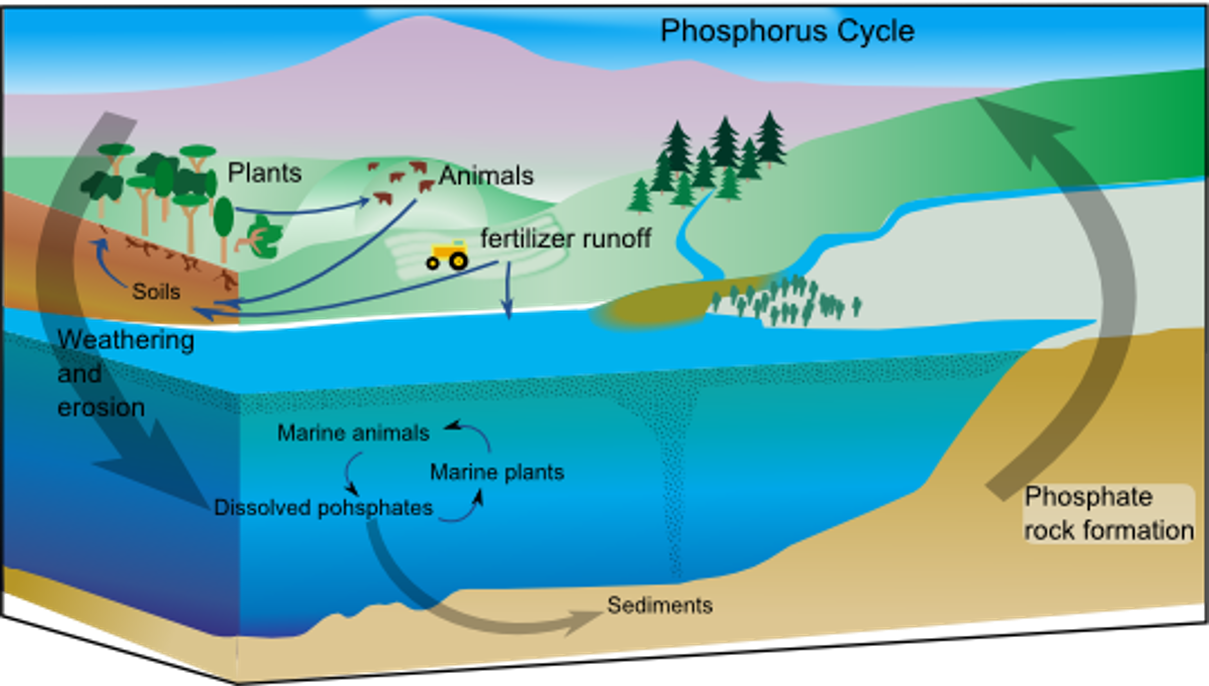 Phosphorus Cycle
Plants
Animals
fertilizer runoff
Soils
Weathering
and
erosion
Marine animals
Marine plants
Dissolved pohsphates
Phosphate
rock formation
Sediments